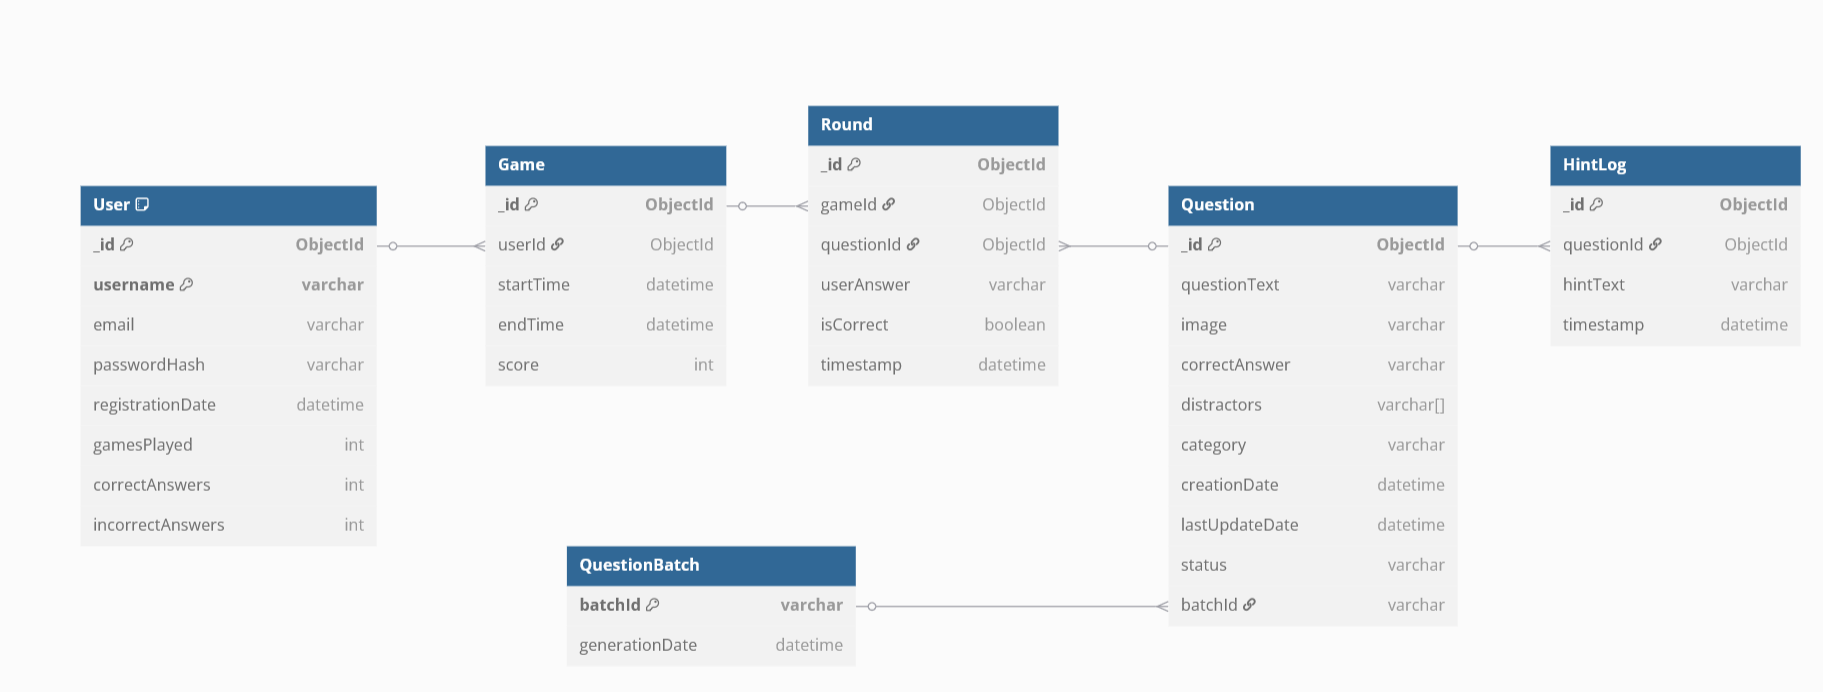 User
_id ObjectId
username varchar
email varchar
passwordHash varchar
registrationDate datetime
gamesPlayed int
correctAnswers int
incorrectAnswers int
Game
_id ObjectId
userId ObjectId
startTime datetime
endTime datetime
score int
Round
_id ObjectId
gameId ObjectId
questionId ObjectId
userAnswer varchar
isCorrect boolean
timestamp datetime
Question
_id ObjectId
questionText varchar
image varchar
correctAnswer varchar
distractors varchar[]
category varchar
creationDate datetime
lastUpdateDate datetime
status varchar
batchId varchar
HintLog
_id ObjectId
questionId ObjectId
hintText varchar
timestamp datetime
QuestionBatch
batchId varchar
generationDate datetime